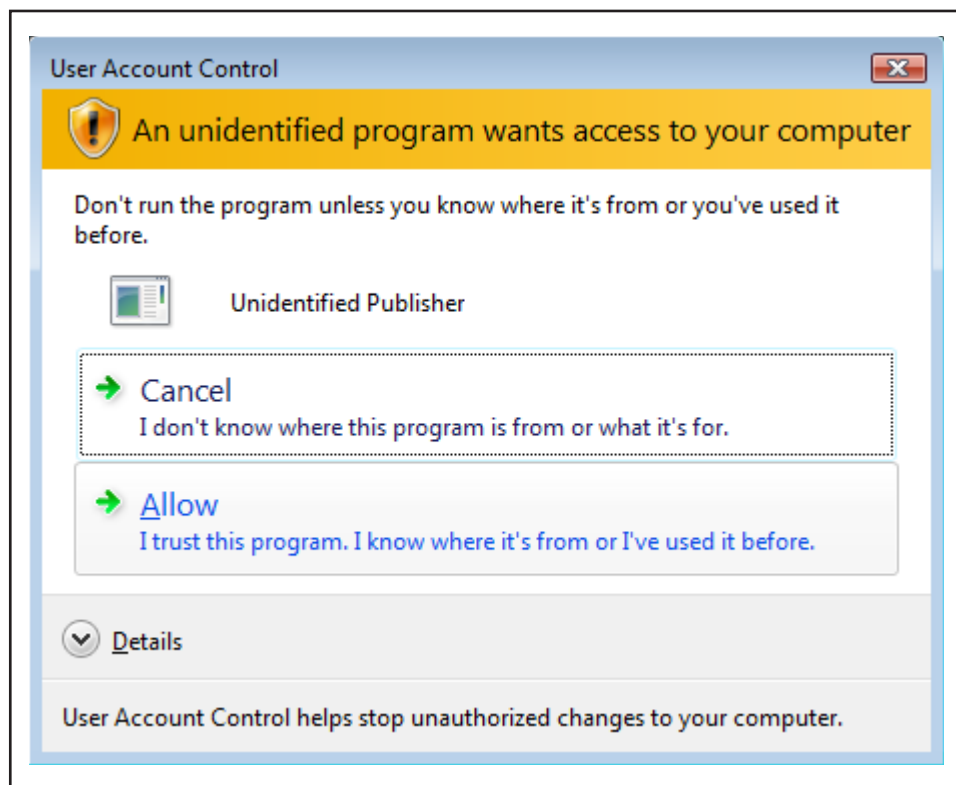 User Account Control
An unidentified program wants access to your computer
Don't run the program unless you know where it's from or you've used it
before.
Unidentified Publisher
Cancel
I don't know where this program is from or what it's for.
Allow
I trust this program. I know where it's from or I've used it before.
Details
User Account Control helps stop unauthorized changes to your computer.